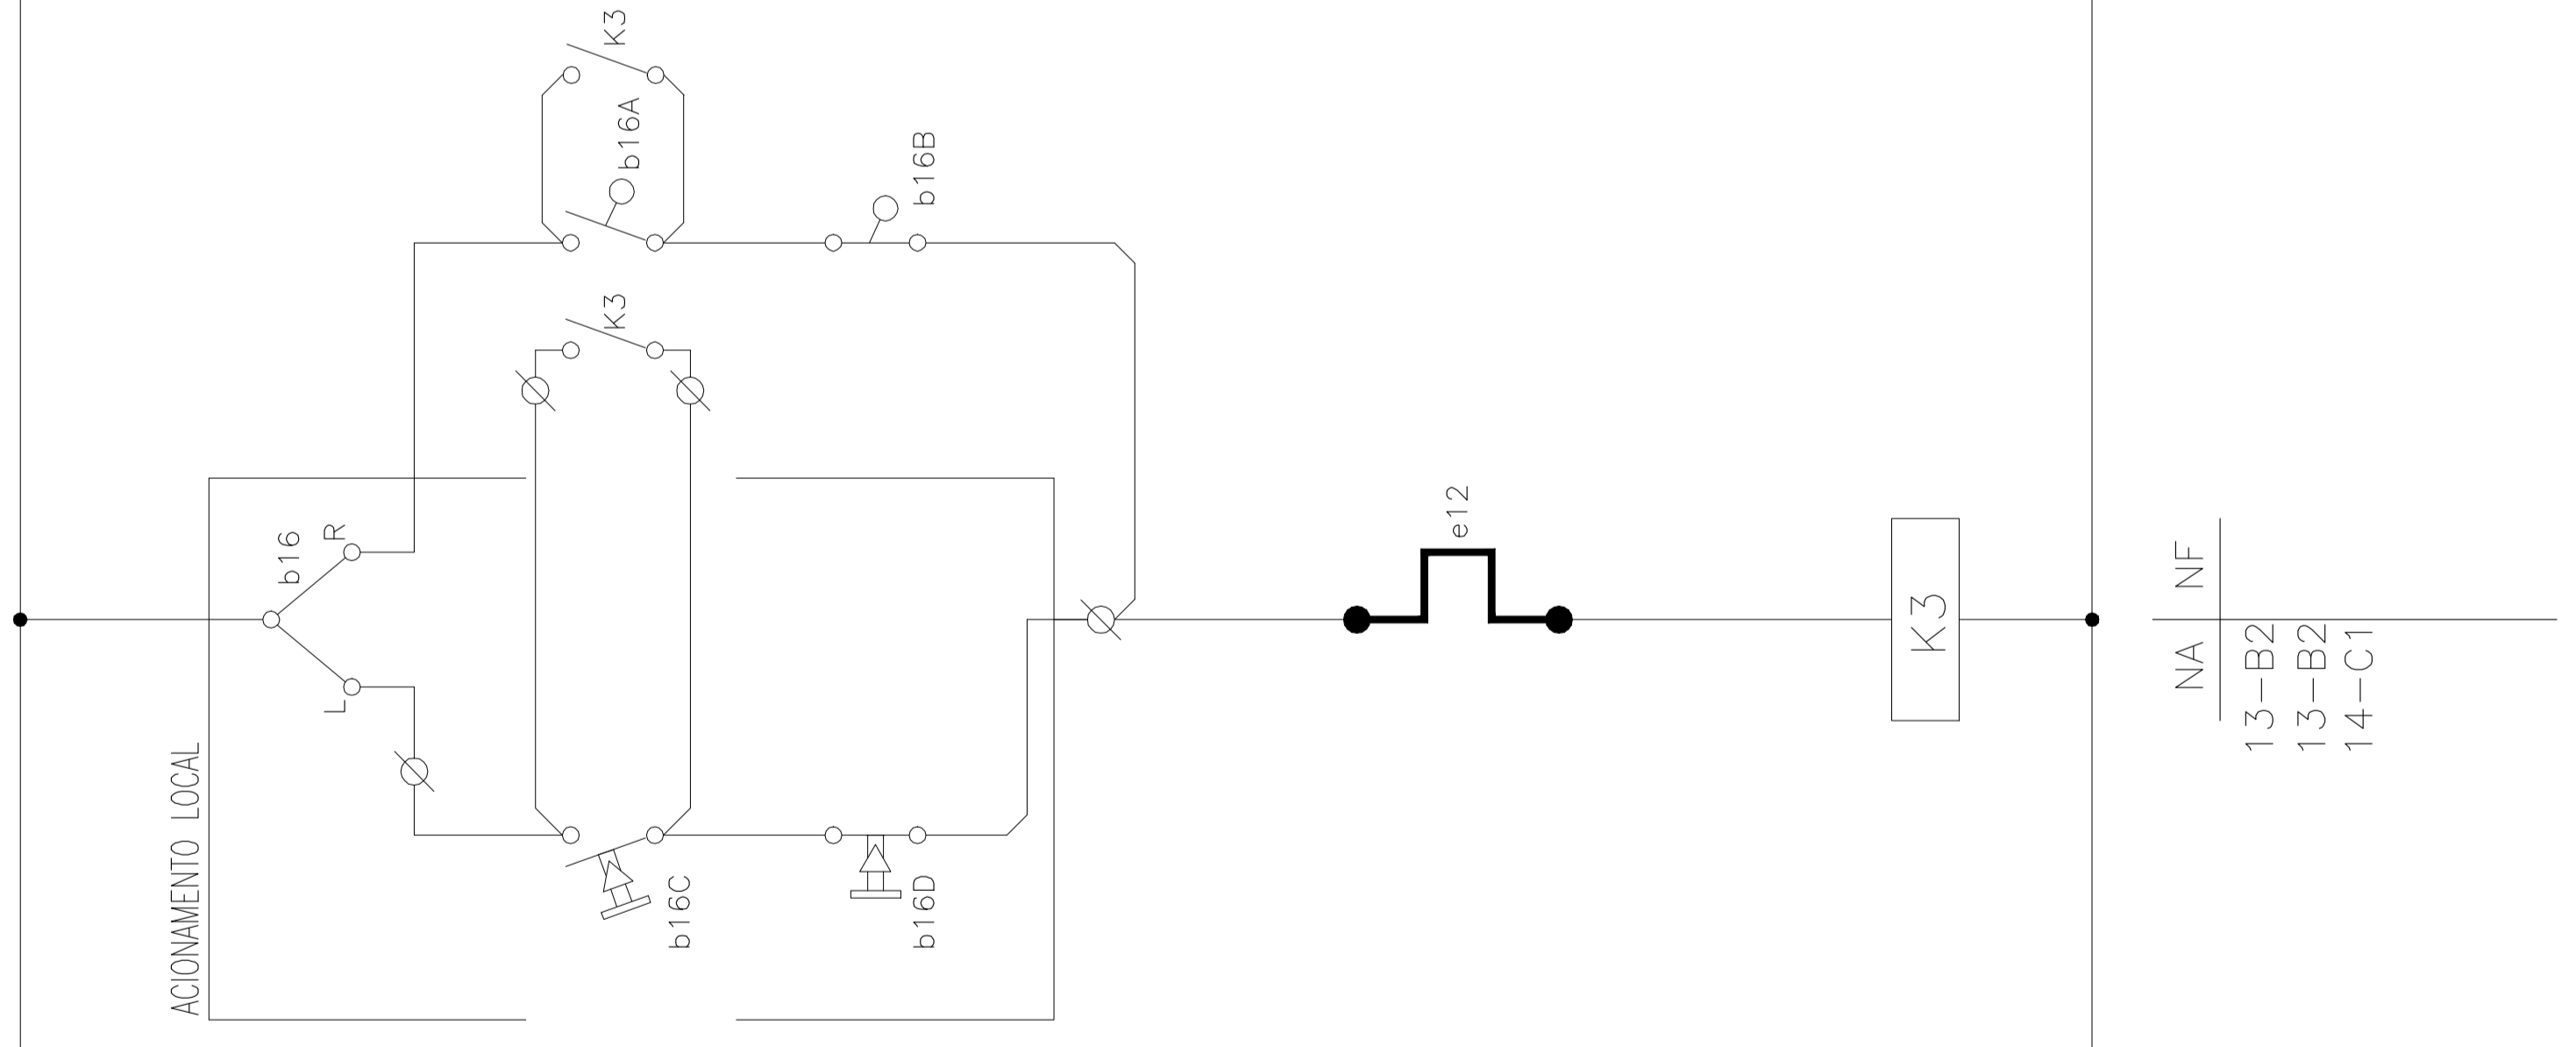 ACIONAMENTO LOCAL
b16
L
R
K3
b16A
K3
b16C
b16B
b16D
e12
K3
NA NF
13-B2
13-B2
14-C1